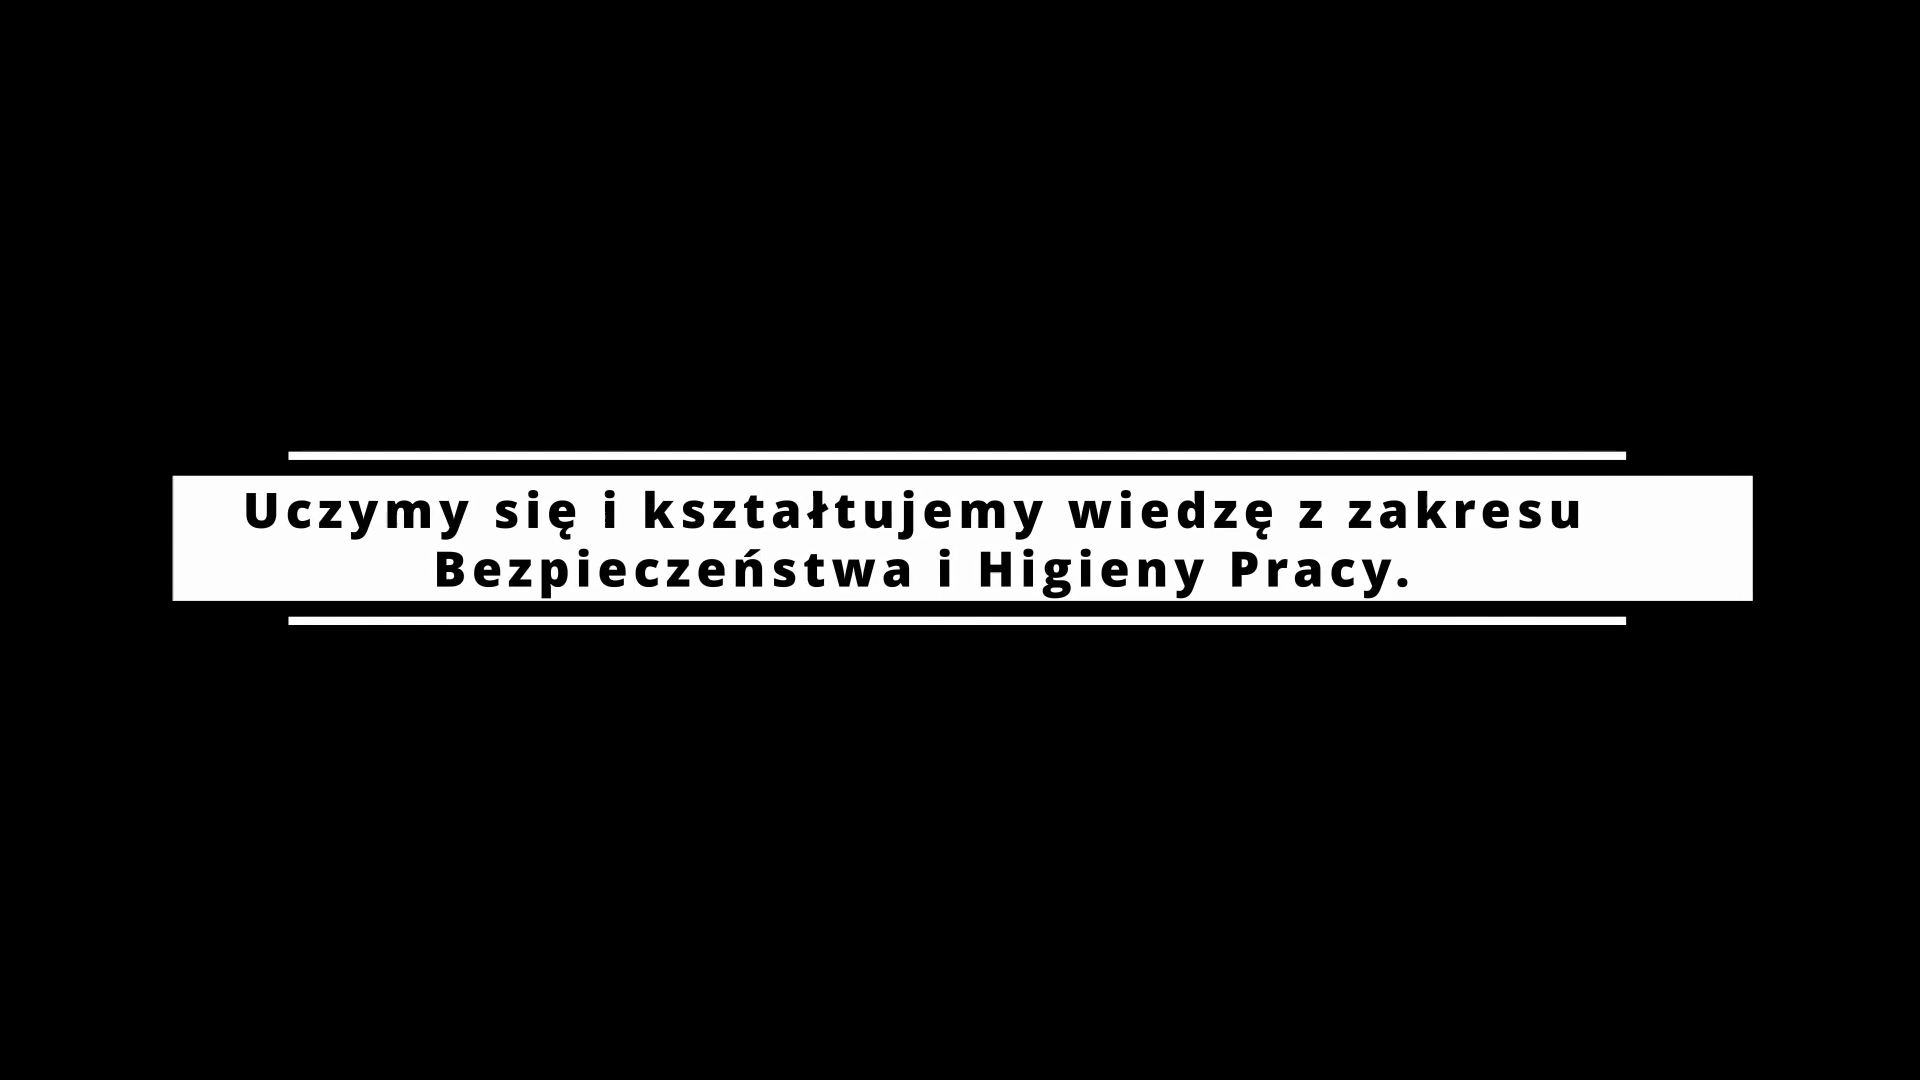 Uczymy się i kształtujemy wiedzę z zakresu
Bezpieczeństwa i Higieny Pracy.